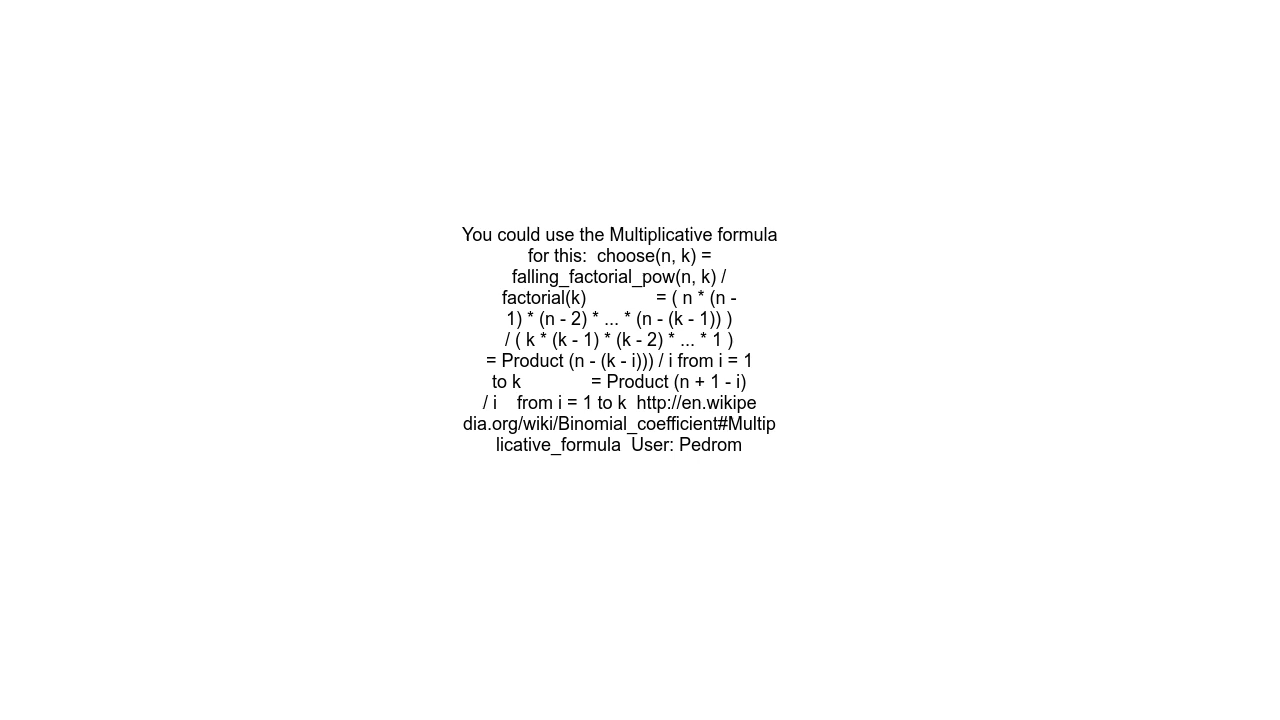 You could use the Multiplicative formula
for this:  choose(n, k) =
falling_factorial_pow(n, k) /
factorial(k)              = ( n * (n -
1) * (n - 2) * ... * (n - (k - 1)) )
/ ( k * (k - 1) * (k - 2) * ... * 1 )
= Product (n - (k - i))) / i from i = 1
to k              = Product (n + 1 - i)
/ i    from i = 1 to k  http://en.wikipe
dia.org/wiki/Binomial_coefficient#Multip
licative_formula  User: Pedrom